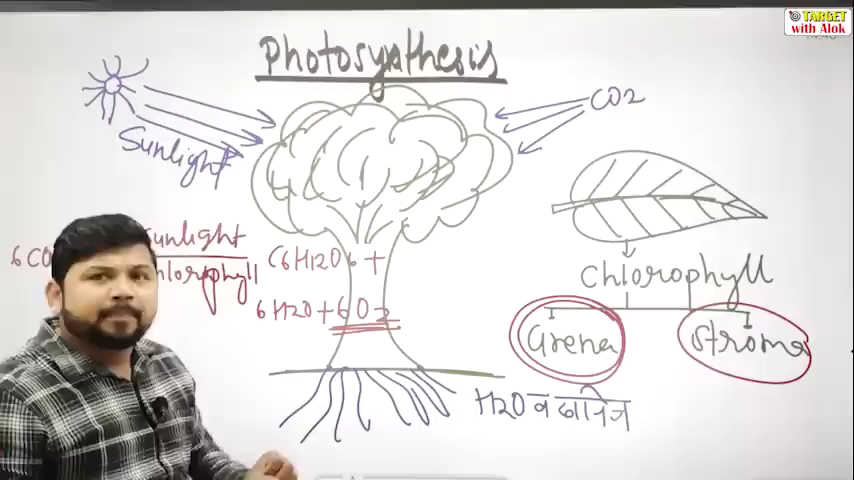 TARGET
with Alok
Photosynthesis
Sunlight
CO2
6CO
Sunlight
Chlorophyll
C6H12O6 +
6H2O + 6O2
Chlorophyll
Grena
Stroma
H2O व खनिज